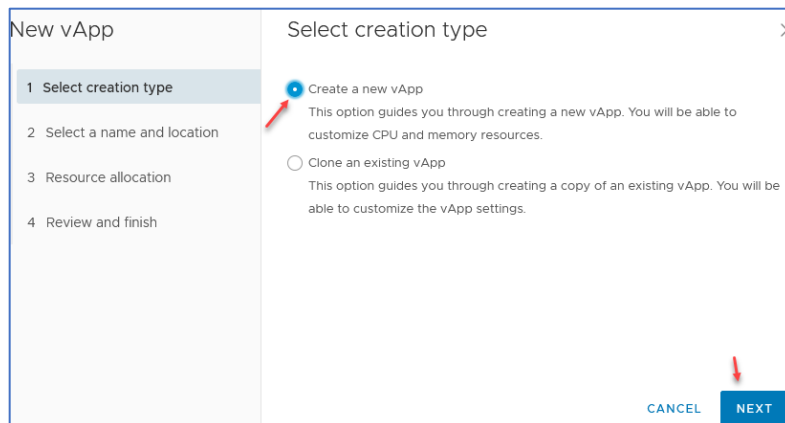 New vApp
1 Select creation type
2 Select a name and location
3 Resource allocation
4 Review and finish
Select creation type
Create a new vApp
This option guides you through creating a new vApp. You will be able to
customize CPU and memory resources.
Clone an existing vApp
This option guides you through creating a copy of an existing vApp. You will be
able to customize the vApp settings.
CANCEL NEXT